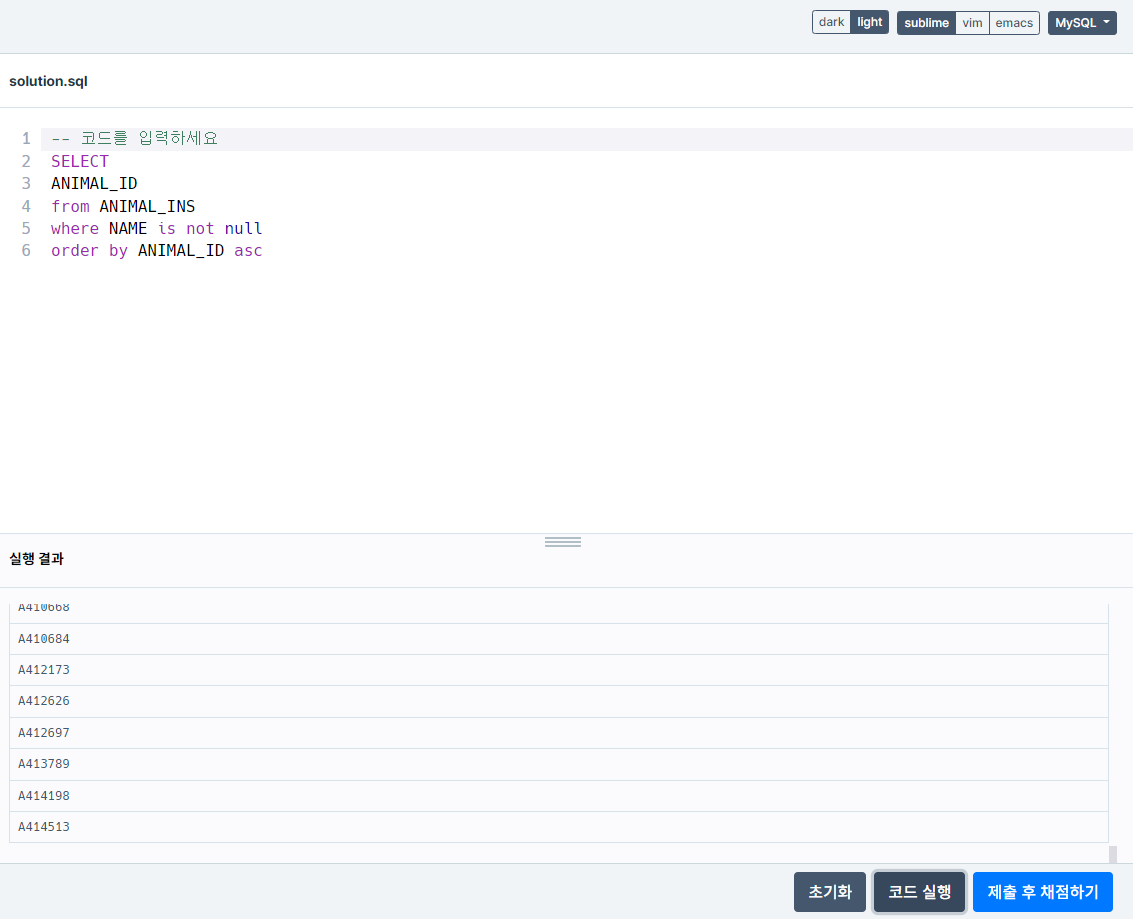 dark light sublime vim emacs MySQL
solution.sql
1 -- 코드를 입력하세요
2 SELECT
3 ANIMAL_ID
4 from ANIMAL_INS
5 where NAME is not null
6 order by ANIMAL_ID asc
실행 결과
A410668
A410684
A412173
A412626
A412697
A413789
A414198
A414513
초기화 코드 실행 제출 후 채점하기